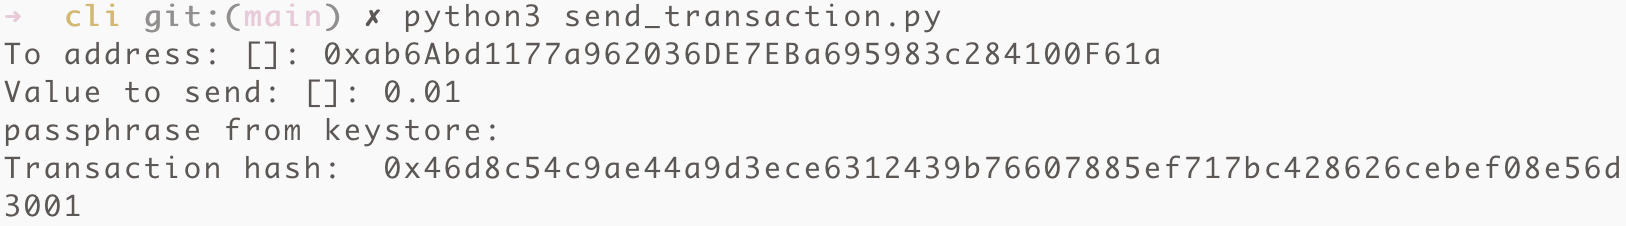 ➜  cli git:(main) ✗ python3 send_transaction.py
To address: []: 0xab6Abd1177a962036DE7EBa695983c284100F61a
Value to send: []: 0.01
passphrase from keystore:
Transaction hash:  0x46d8c54c9ae44a9d3ece6312439b76607885ef717bc428626cebef08e56d
3001